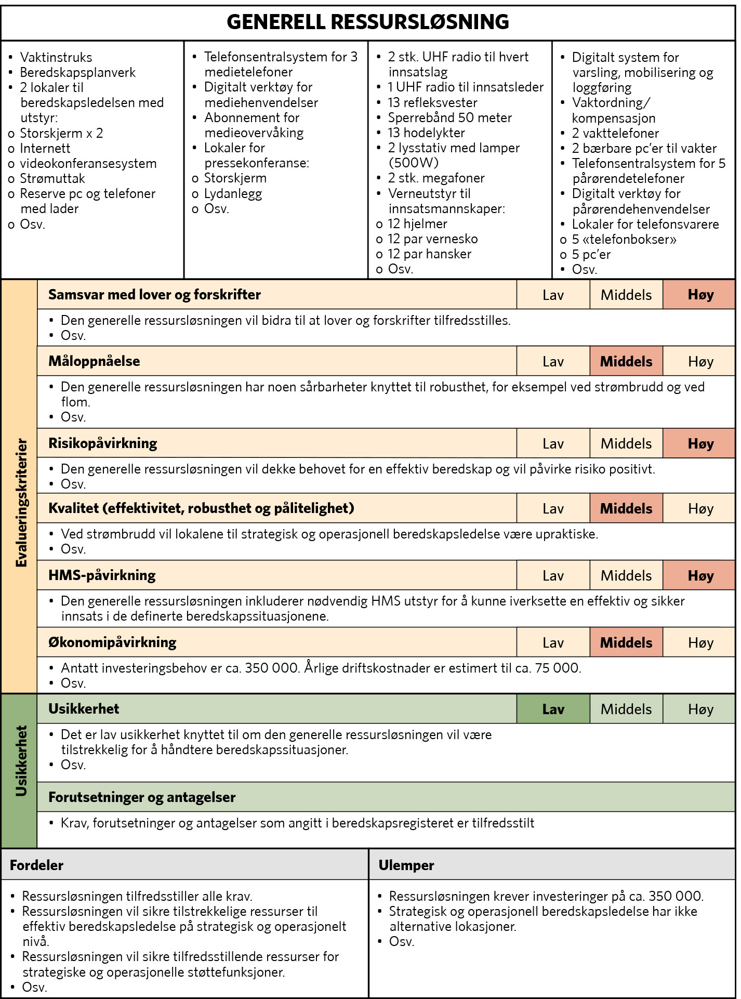 GENERELL RESSURSLØSNING
• Vaktinstruks
• Beredskapsplanverk
• 2 lokaler til
beredskapsledelsen med
utstyr:
o Storskjerm x 2
o Internett
o videokonferansesystem
o Strømuttak
o Reserve pc og telefoner
med lader
o Osv.
• Telefonsentralsystem for 3
medietelefoner
• Digitalt verktøy for
mediehenvendelser
• Abonnement for
medieovervåking
• Lokaler for
pressekonferanse:
o Storskjerm
o Lydanlegg
o Osv.
• 2 stk. UHF radio til hvert
innsatslag
• 1 UHF radio til innsatsleder
• 13 refleksvester
• Sperrebånd 50 meter
• 13 hodelykter
• 2 lysstativ med lamper
(500W)
• 2 stk. megafoner
• Verneutstyr til
innsatsmannskaper:
o 12 hjelmer
o 12 par vernesko
o 12 par hansker
o Osv.
• Digitalt system for
varsling, mobilisering og
loggføring
• Vaktordning/
kompensasjon
• 2 vakttelefoner
• 2 bærbare pc’er til vakter
• Telefonsentralsystem for 5
pårørendetelefoner
• Digitalt verktøy for
pårørendehenvendelser
• Lokaler for telefonsvarere
o 5 «telefonbokser»
o 5 pc’er
• Osv.
Evalueringskriterier
Samsvar med lover og forskrifter Lav Middels Høy
• Den generelle ressursløsningen vil bidra til at lover og forskrifter tilfredsstilles.
• Osv.
Måloppnåelse Lav Middels Høy
• Den generelle ressursløsningen har noen sårbarheter knyttet til robusthet, for eksempel ved strømbrudd og ved
flom.
• Osv.
Risikopåvirkning Lav Middels Høy
• Den generelle ressursløsningen vil dekke behovet for en effektiv beredskap og vil påvirke risiko positivt.
• Osv.
Kvalitet (effektivitet, robusthet og pålitelighet) Lav Middels Høy
• Ved strømbrudd vil lokalene til strategisk og operasjonell beredskapsledelse være upraktiske.
• Osv.
HMS-påvirkning Lav Middels Høy
• Den generelle ressursløsningen inkluderer nødvendig HMS utstyr for å kunne iverksette en effektiv og sikker
innsats i de definerte beredskapssituasjonene.
Økonomipåvirkning Lav Middels Høy
• Antatt investeringsbehov er ca. 350 000. Årlige driftskostnader er estimert til ca. 75 000.
• Osv.
Usikkerhet
Usikkerhet Lav Middels Høy
• Det er lav usikkerhet knyttet til om den generelle ressursløsningen vil være
tilstrekkelig for å håndtere beredskapssituasjoner.
• Osv.
Forutsetninger og antagelser
• Krav, forutsetninger og antagelser som angitt i beredskapsregisteret er tilfredsstilt
Fordeler
• Ressursløsningen tilfredsstiller alle krav.
• Ressursløsningen vil sikre tilstrekkelige ressurser til
effektiv beredskapsledelse på strategisk og operasjonelt
nivå.
• Ressursløsningen vil sikre tilfredsstillende ressurser for
strategiske og operasjonelle støttefunksjoner.
• Osv.
Ulemper
• Ressursløsningen krever investeringer på ca. 350 000.
• Strategisk og operasjonell beredskapsledelse har ikke
alternative lokasjoner.
• Osv.